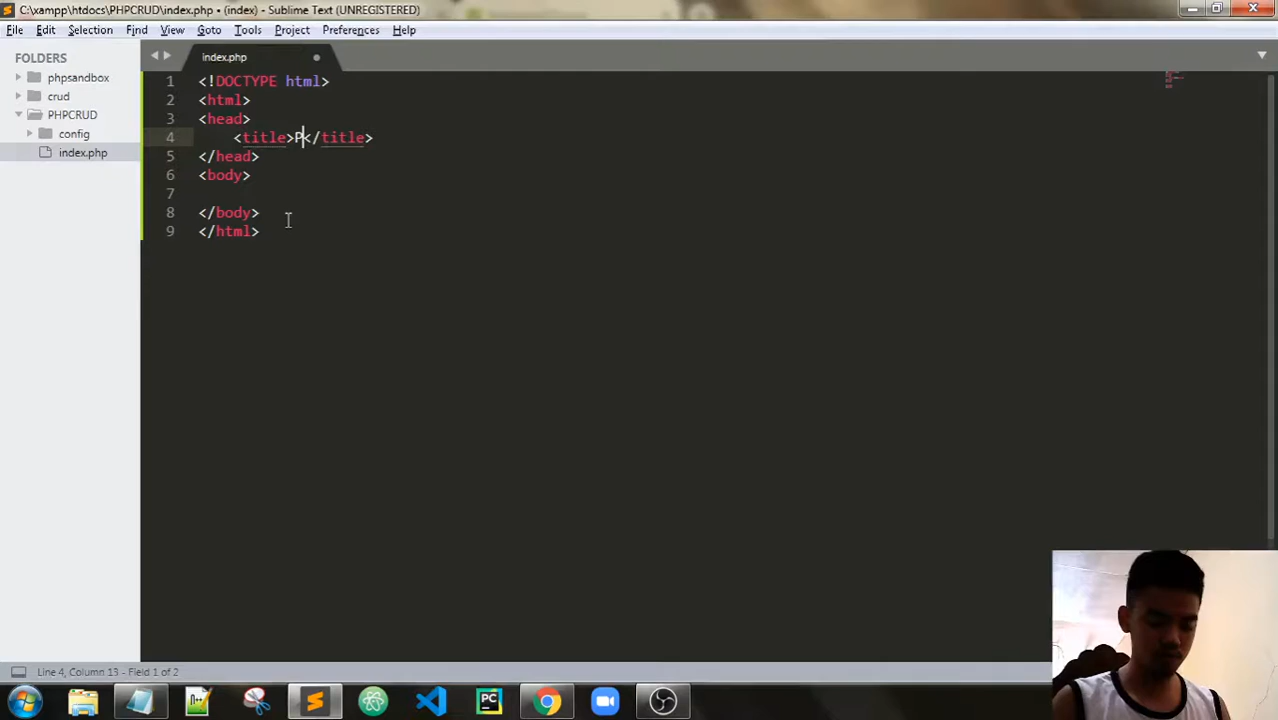 C:\xampp\htdocs\PHPCRUD\index.php • (index) - Sublime Text (UNREGISTERED)
File Edit Selection Find View Goto Tools Project Preferences Help
FOLDERS
phpsandbox
crud
PHPCRUD
config
index.php
index.php
1 <!DOCTYPE html>
2 <html>
3 <head>
4 <title>P</title>
5 </head>
6 <body>
7
8 </body>
9 </html>
Line 4, Column 13 - Field 1 of 2
N++
PC